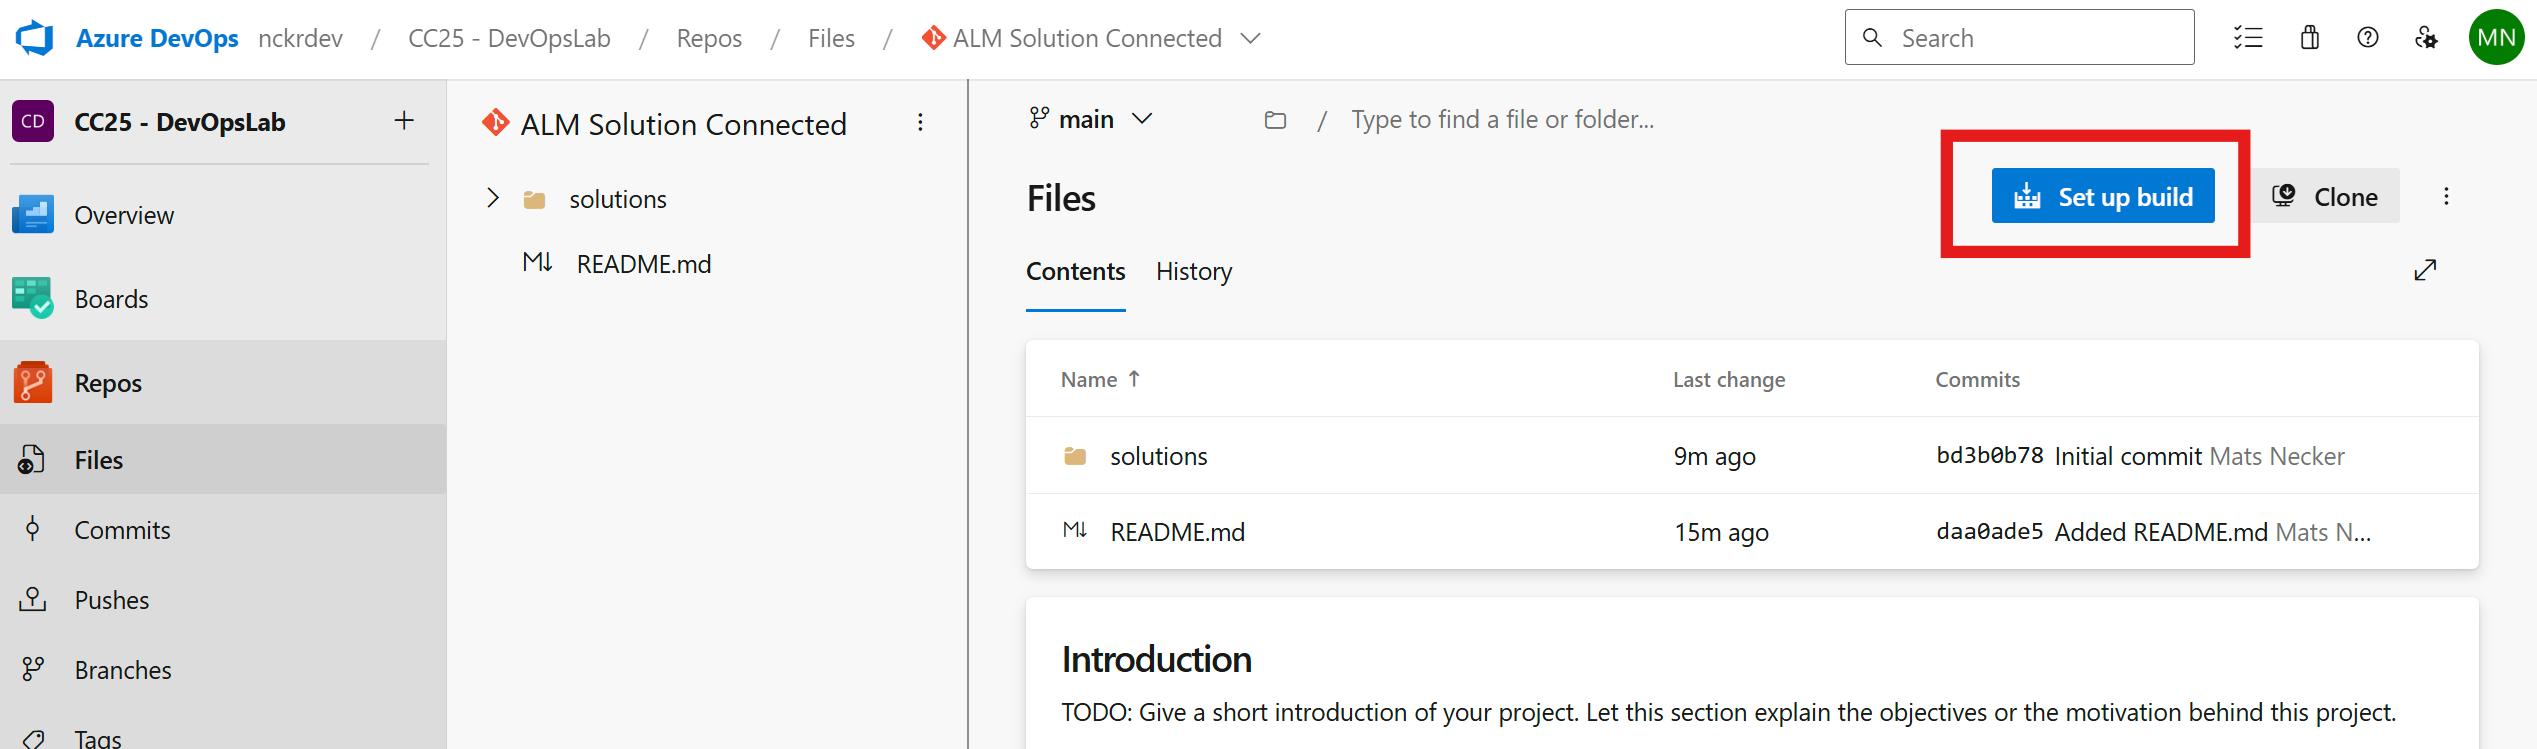 Azure DevOps nckrdev / CC25 - DevOpsLab / Repos / Files / ALM Solution Connected
Search
MN
CD CC25 - DevOpsLab
Overview
Boards
Repos
Files
Commits
Pushes
Branches
Tags
ALM Solution Connected
solutions
README.md
main
/ Type to find a file or folder...
Files
Set up build
Clone
Contents History
Name Last change Commits
solutions 9m ago bd3b0b78 Initial commit Mats Necker
README.md 15m ago daa0ade5 Added README.md Mats N...
Introduction
TODO: Give a short introduction of your project. Let this section explain the objectives or the motivation behind this project.